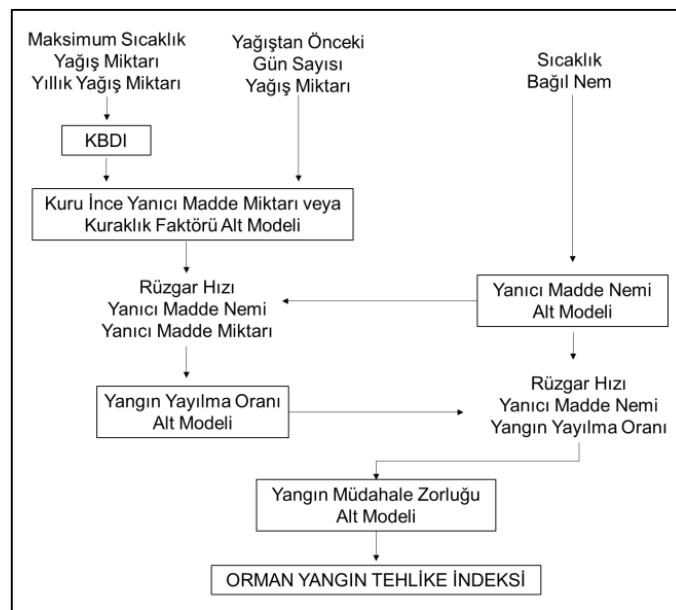 Maksimum Sıcaklık
Yağış Miktarı
Yıllık Yağış Miktarı
Yağıştan Önceki
Gün Sayısı
Yağış Miktarı
Sıcaklık
Bağıl Nem
KBDI
Kuru İnce Yanıcı Madde Miktarı veya
Kuraklık Faktörü Alt Modeli
Rüzgar Hızı
Yanıcı Madde Nemi
Yanıcı Madde Miktarı
Yanıcı Madde Nemi
Alt Modeli
Yangın Yayılma Oranı
Alt Modeli
Rüzgar Hızı
Yanıcı Madde Nemi
Yangın Yayılma Oranı
Yangın Müdahale Zorluğu
Alt Modeli
ORMAN YANGIN TEHLİKE İNDEKSİ